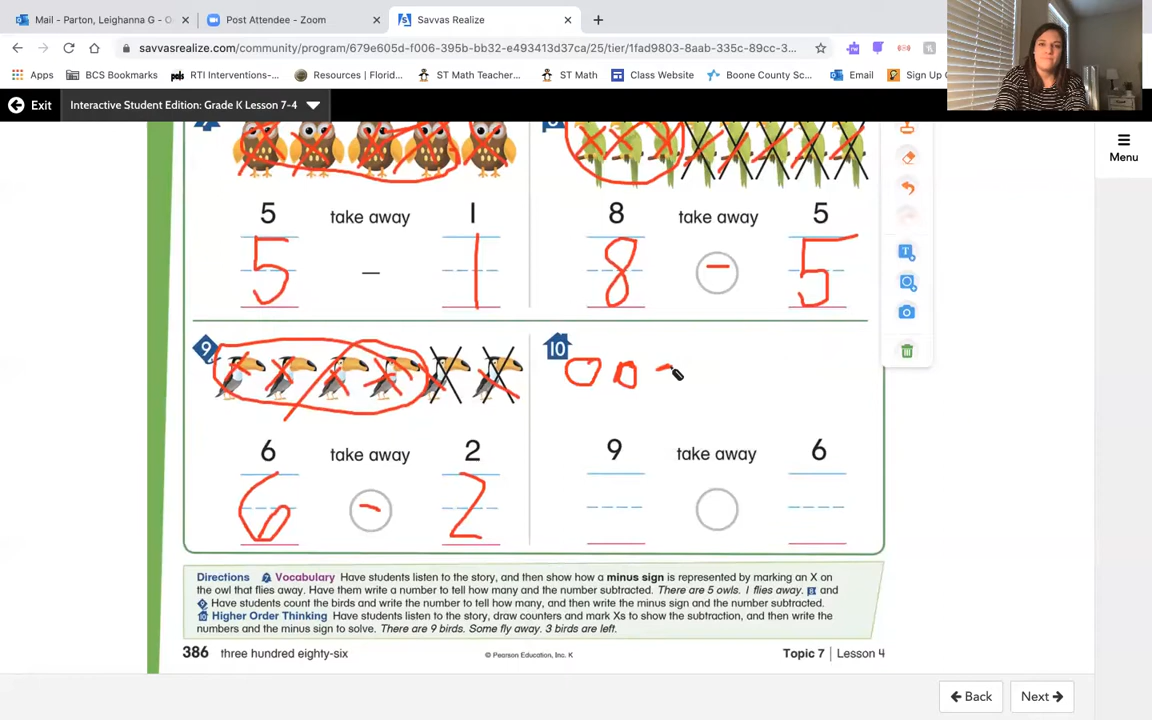 Mail - Parton, Leighanna G - O
Post Attendee - Zoom
Savvas Realize
savvasrealize.com/community/program/679e605d-f006-395b-bb32-e493413d37ca/25/tier/1fad9803-8aab-335c-89cc-3...
Apps
BCS Bookmarks
RTI Interventions-...
Resources | Florid...
ST Math Teacher...
ST Math
Class Website
Boone County Sc...
Email
Sign Up
Exit
Interactive Student Edition: Grade K Lesson 7-4
Menu
5 take away 1
5 − 1
8 take away 5
8 − 5
9
6 take away 2
6 - 2
10
9 take away 6
Directions Vocabulary Have students listen to the story, and then show how a minus sign is represented by marking an X on
the owl that flies away. Have them write a number to tell how many and the number subtracted. There are 5 owls. 1 flies away. 8 and
9 Have students count the birds and write the number to tell how many, and then write the minus sign and the number subtracted.
10 Higher Order Thinking Have students listen to the story, draw counters and mark Xs to show the subtraction, and then write the
numbers and the minus sign to solve. There are 9 birds. Some fly away. 3 birds are left.
386 three hundred eighty-six
© Pearson Education, Inc. K
Topic 7 | Lesson 4
Back
Next